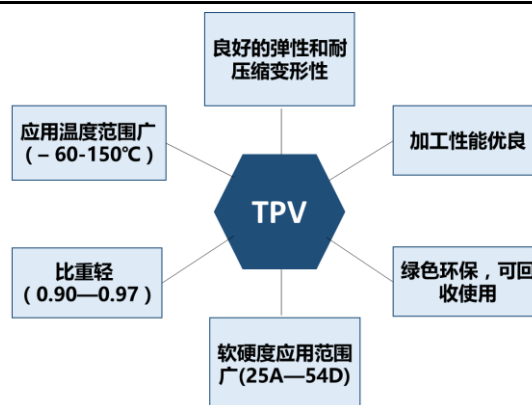 良好的弹性和耐
压缩变形性
应用温度范围广
（– 60-150℃）
加工性能优良
TPV
比重轻
（0.90—0.97）
绿色环保，可回
收使用
软硬度应用范围
广(25A—54D)